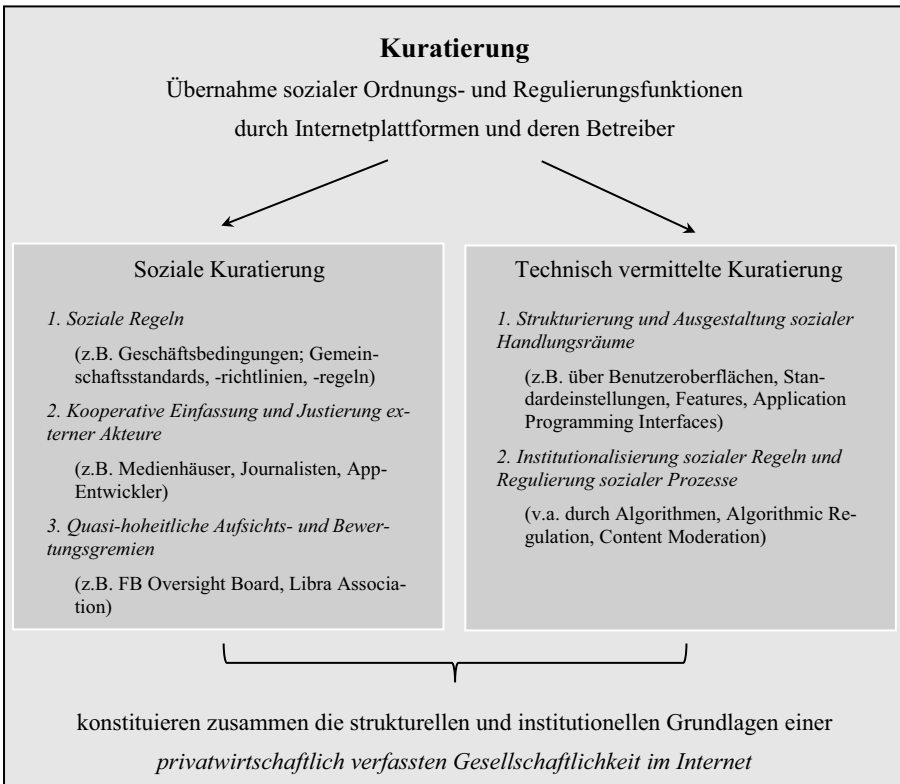 Kuratierung
Übernahme sozialer Ordnungs- und Regulierungsfunktionen
durch Internetplattformen und deren Betreiber
Soziale Kuratierung
1. Soziale Regeln
(z.B. Geschäftsbedingungen; Gemein-
schaftsstandards, -richtlinien, -regeln)
2. Kooperative Einfassung und Justierung ex-
terner Akteure
(z.B. Medienhäuser, Journalisten, App-
Entwickler)
3. Quasi-hoheitliche Aufsichts- und Bewer-
tungsgremien
(z.B. FB Oversight Board, Libra Associa-
tion)
Technisch vermittelte Kuratierung
1. Strukturierung und Ausgestaltung sozialer
Handlungsräume
(z.B. über Benutzeroberflächen, Stan-
dardeinstellungen, Features, Application
Programming Interfaces)
2. Institutionalisierung sozialer Regeln und
Regulierung sozialer Prozesse
(v.a. durch Algorithmen, Algorithmic Re-
gulation, Content Moderation)
konstituieren zusammen die strukturellen und institutionellen Grundlagen einer
privatwirtschaftlich verfassten Gesellschaftlichkeit im Internet